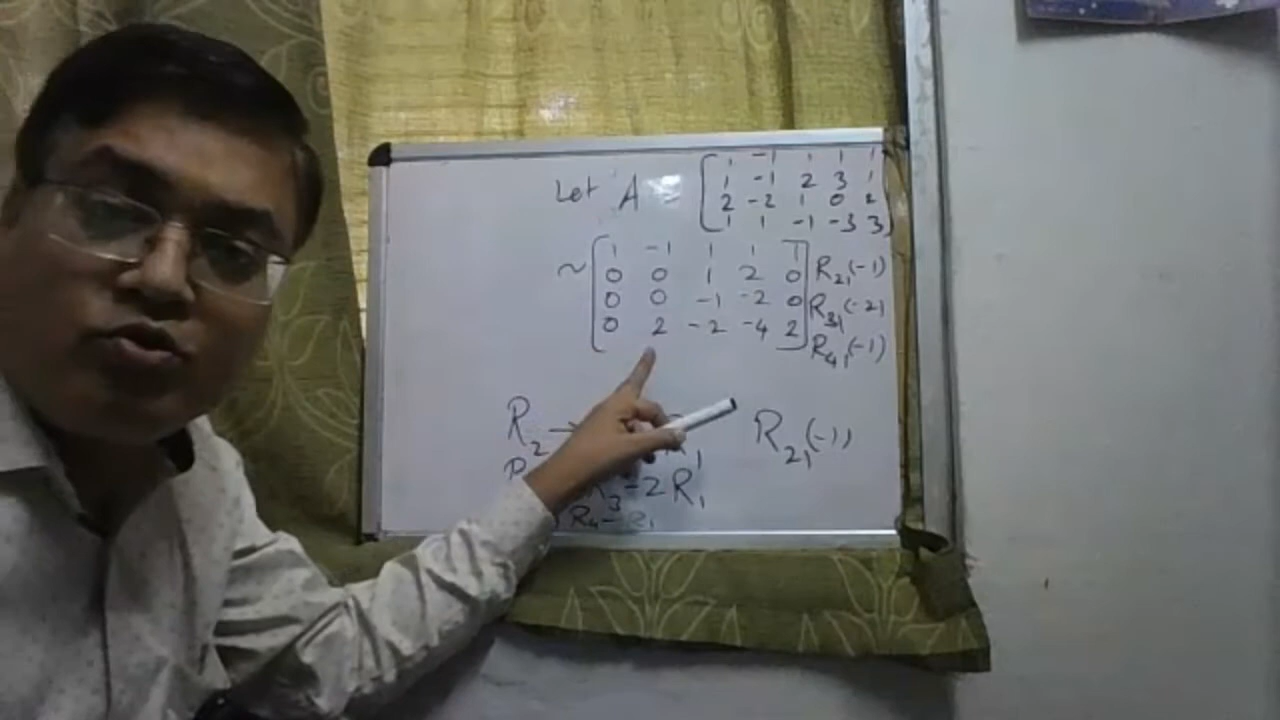 Let A = [ 1 -1 1 1 1
1 -1 2 3 1
2 -2 1 0 2
1 1 -1 -3 3 ]
~ [ 1 -1 1 1 1
0 0 1 2 0 ] R₂₁(-1)
0 0 -1 -2 0 R₃₁(-2)
0 2 -2 -4 2 R₄₁(-1)
R₂ → R₁ R₂₁(-1)
R₃ - 2R₁
R₄ - R₁